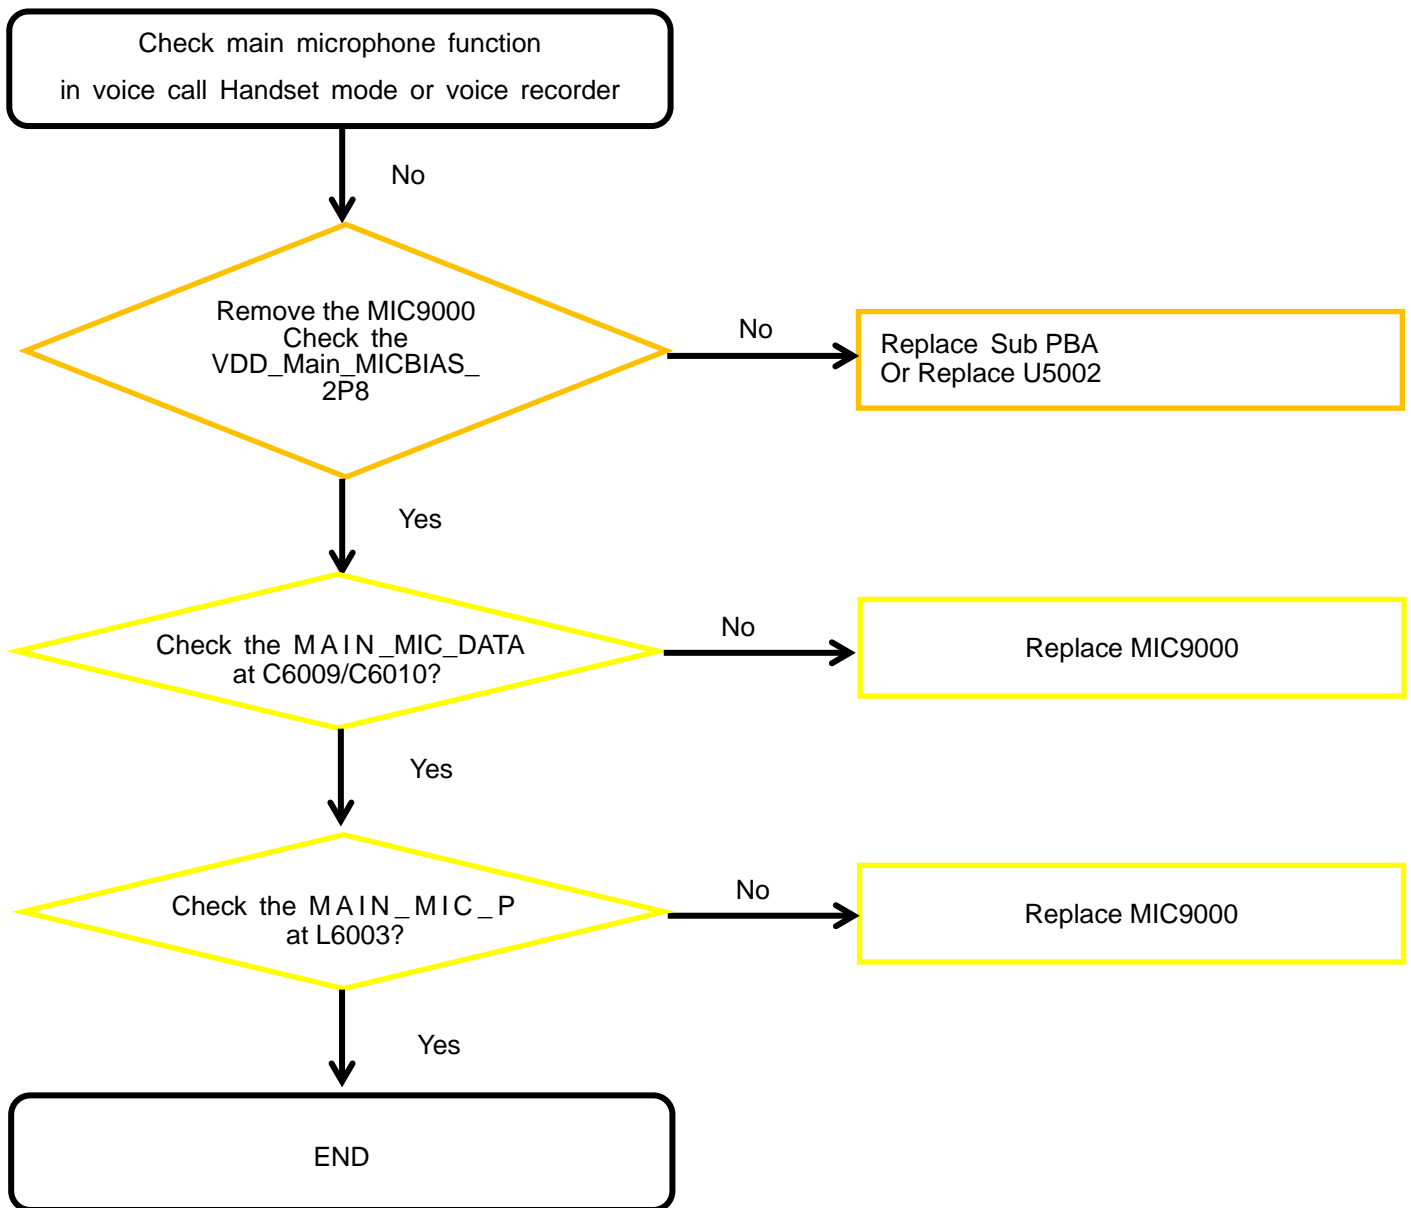 Check main microphone function
in voice call Handset mode or voice recorder
No
Remove the MIC9000
Check the
VDD_Main_MICBIAS_
2P8
No
Replace Sub PBA
Or Replace U5002
Yes
Check the MAIN_MIC_DATA
at C6009/C6010?
No
Replace MIC9000
Yes
Check the MAIN_MIC_P
at L6003?
No
Replace MIC9000
Yes
END